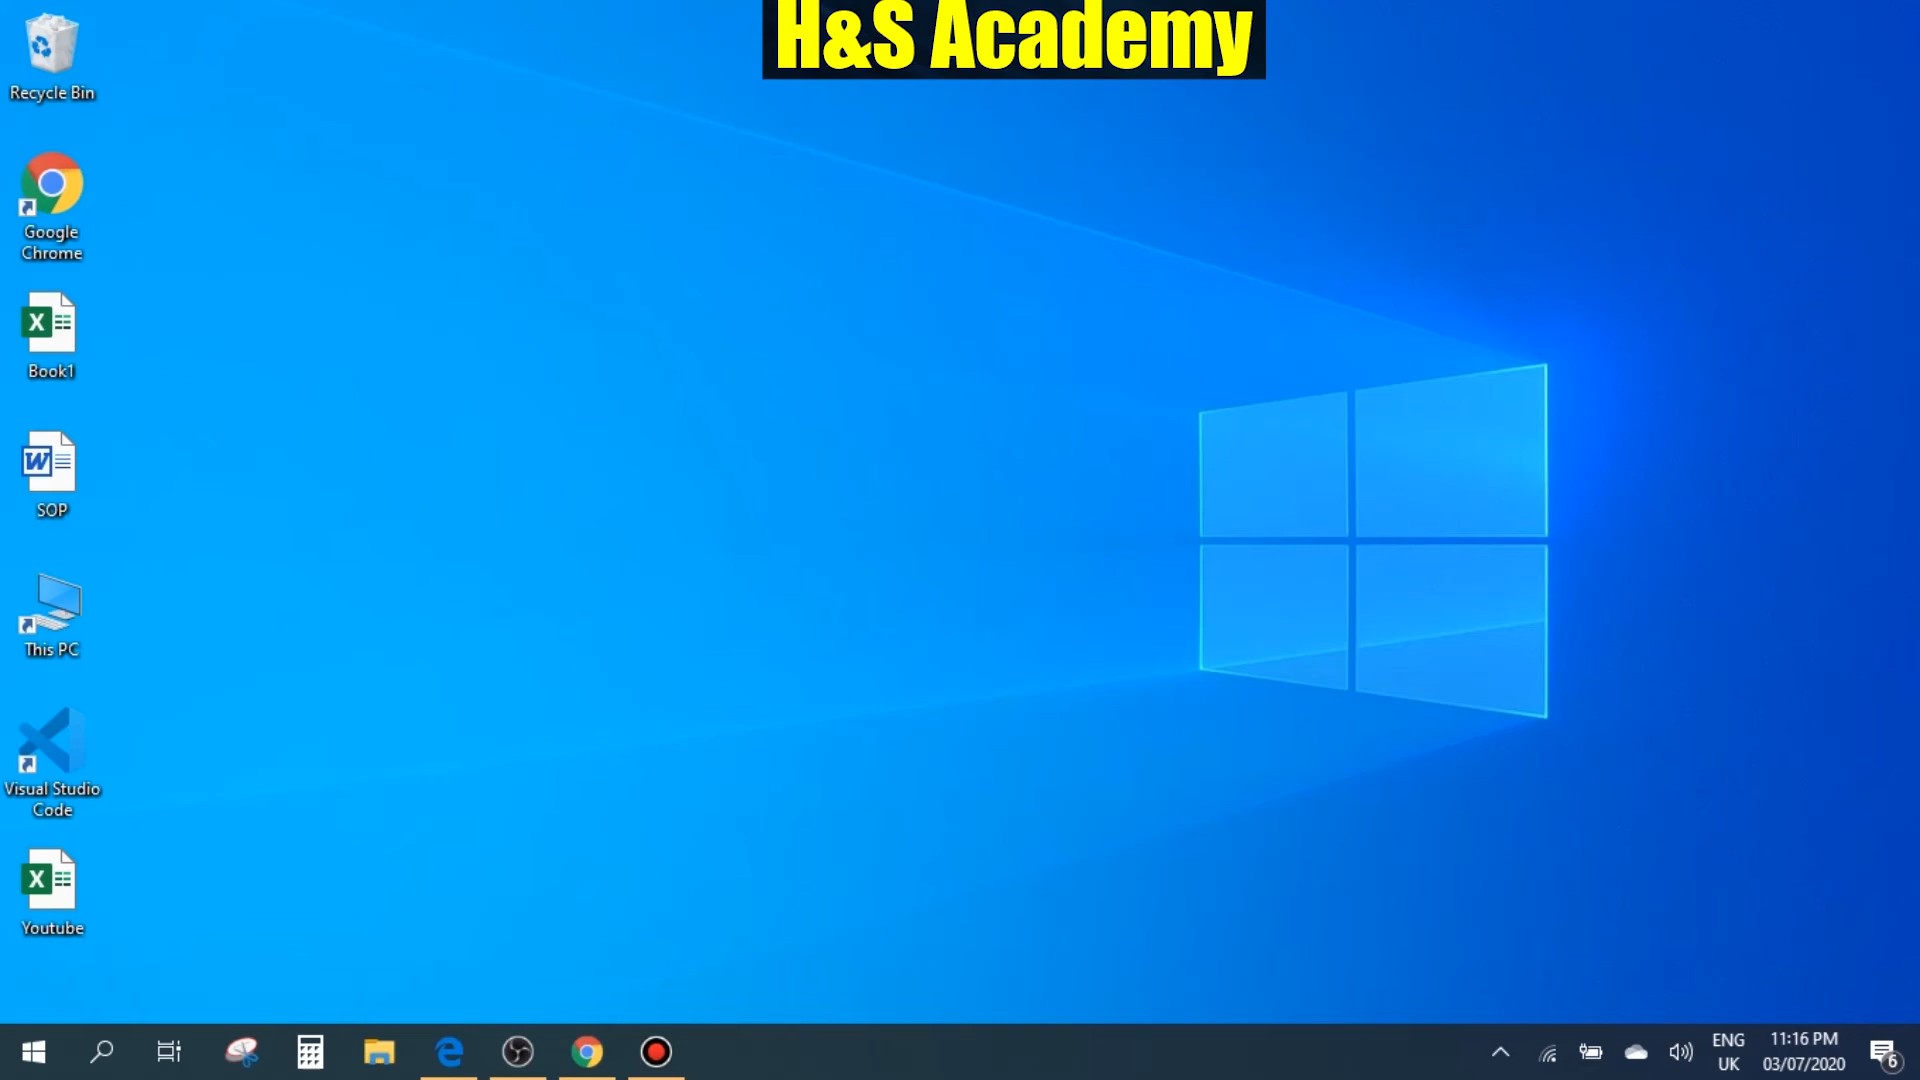 H&S Academy
Recycle Bin
Google
Chrome
Book1
SOP
This PC
Visual Studio
Code
Youtube
ENG
UK
11:16 PM
03/07/2020
6